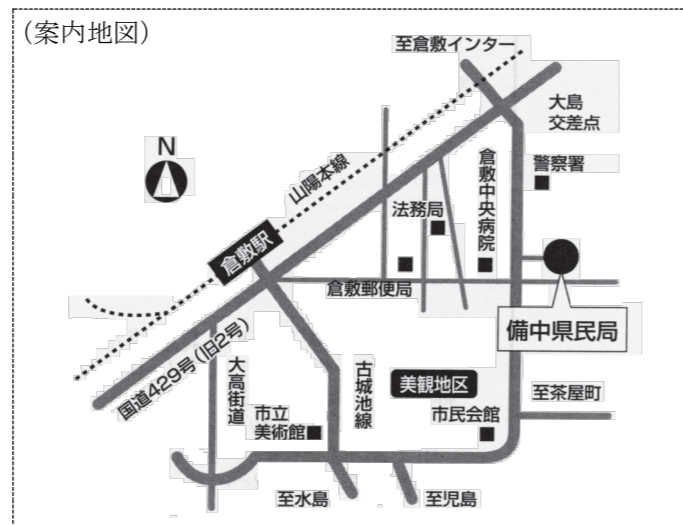 (案内地図)
至倉敷インター
大島
交差点
N
山陽本線
倉敷中央病院
警察署
法務局
倉敷駅
倉敷郵便局
備中県民局
国道429号(旧2号)
大高街道
古城池線
美観地区
至茶屋町
市立
美術館
市民会館
至水島
至児島